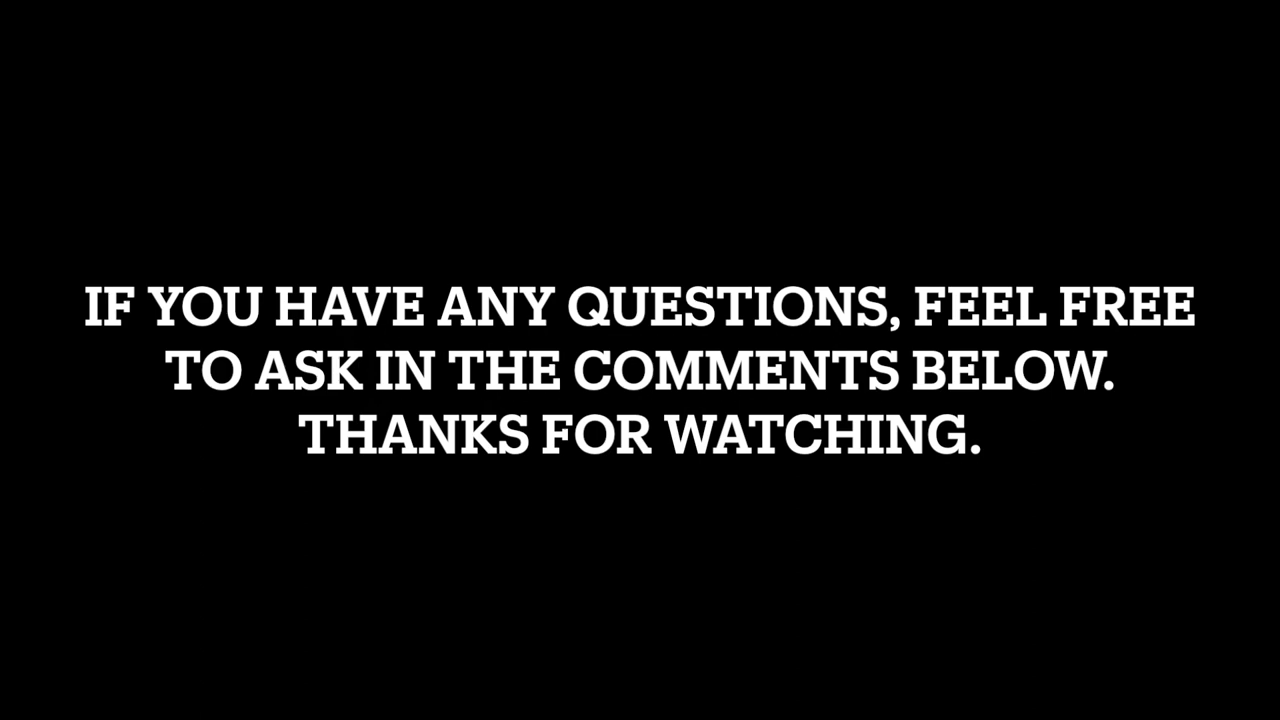 IF YOU HAVE ANY QUESTIONS, FEEL FREE
TO ASK IN THE COMMENTS BELOW.
THANKS FOR WATCHING.